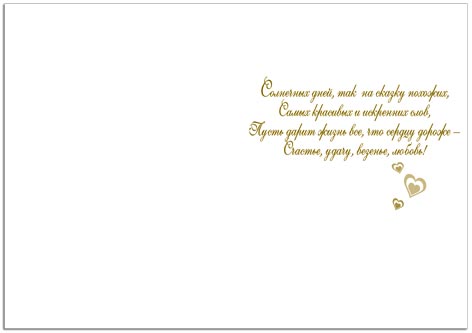 Солнечных дней, так на сказку похожих,
Самых красивых и искренних слов,
Пусть дарит жизнь все, что сердцу дороже –
Счастье, удачу, везенье, любовь!